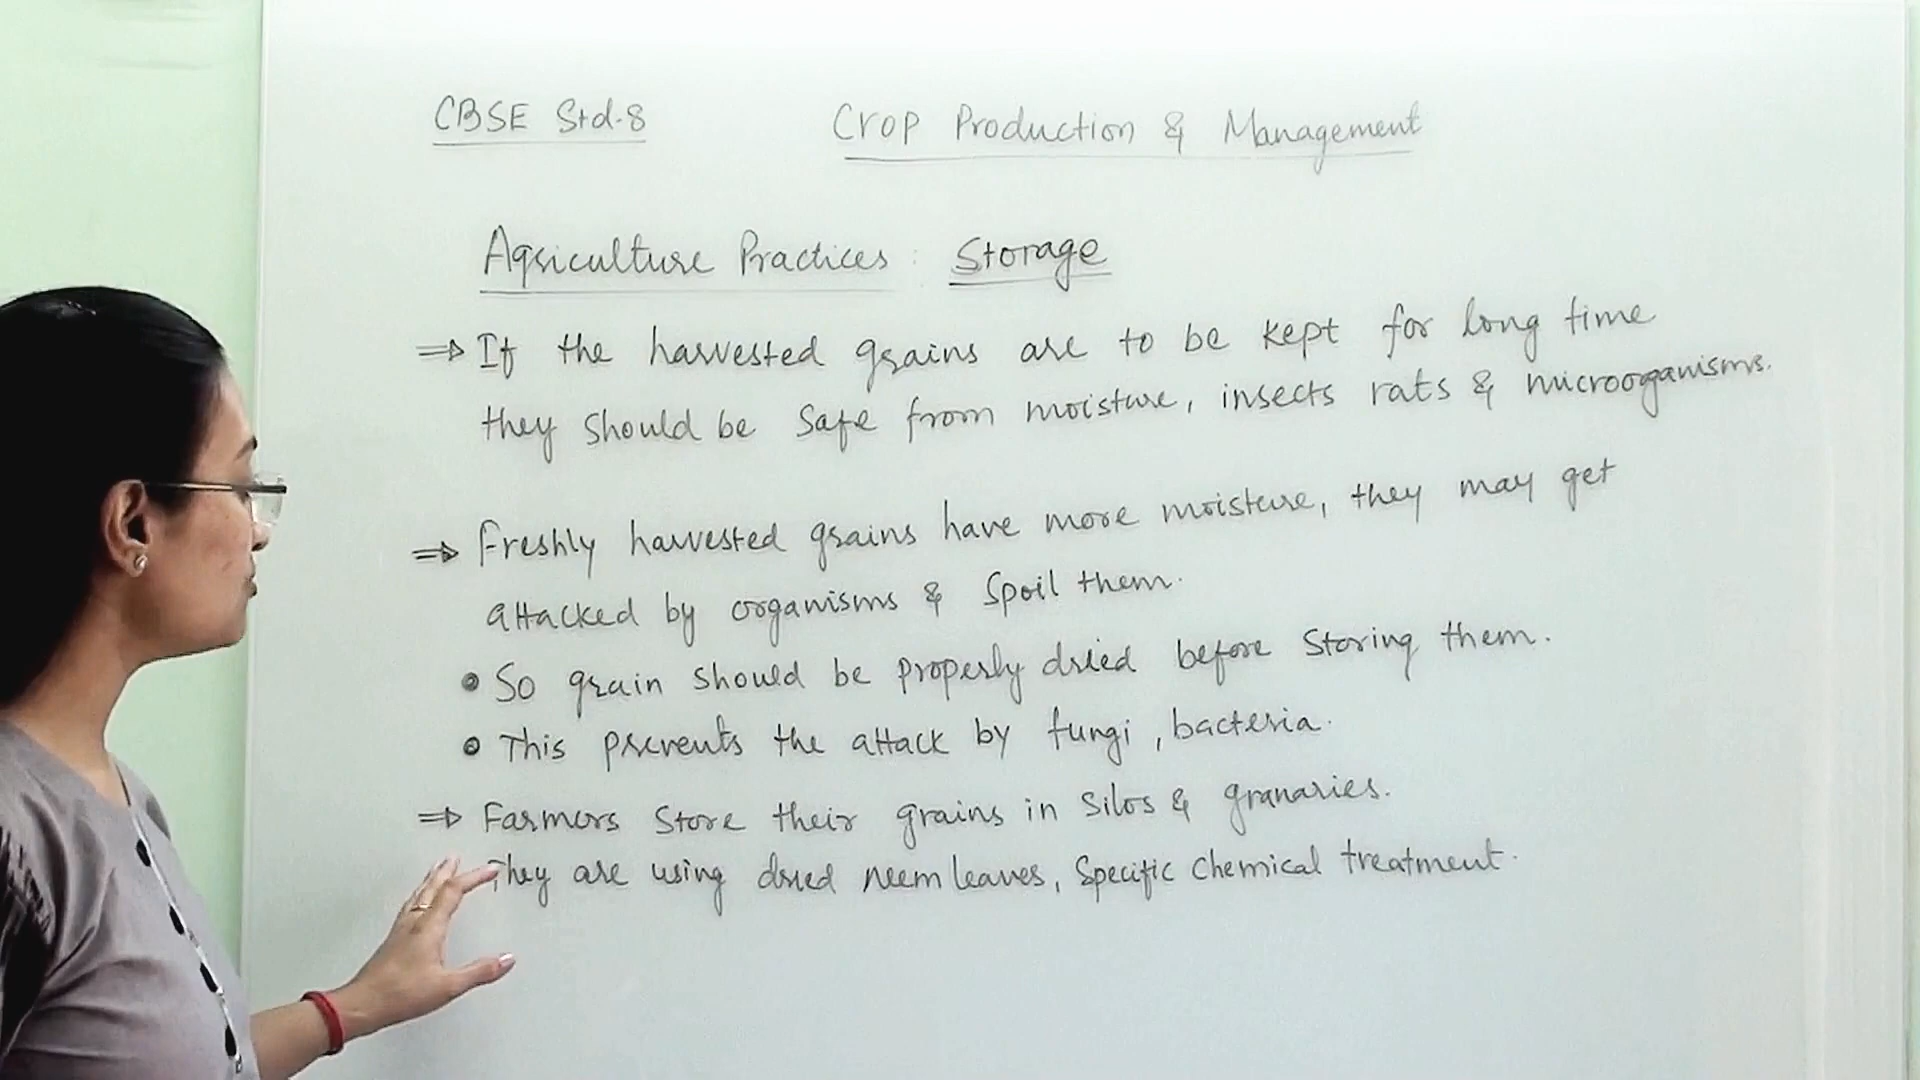 CBSE Std-8
Crop Production & Management
Agriculture Practices : Storage
⇒ If the harvested grains are to be kept for long time
they should be safe from moisture, insects rats & microorganisms.
⇒ Freshly harvested grains have more moisture, they may get
attacked by organisms & spoil them.
• So grain should be properly dried before storing them.
• This prevents the attack by fungi, bacteria.
⇒ Farmers store their grains in silos & granaries.
They are using dried neem leaves, specific chemical treatment.